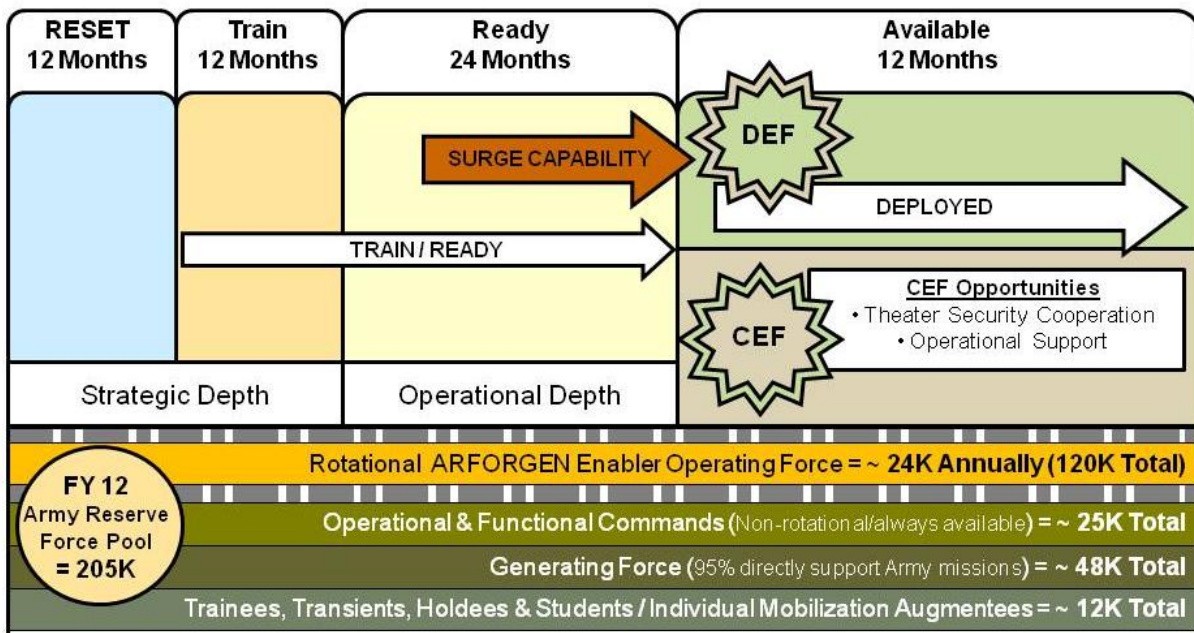 RESET
12 Months
Train
12 Months
Ready
24 Months
Available
12 Months
DEF
SURGE CAPABILITY
DEPLOYED
TRAIN / READY
CEF
CEF Opportunities
• Theater Security Cooperation
• Operational Support
Strategic Depth
Operational Depth
Rotational ARFORGEN Enabler Operating Force = ~ 24K Annually (120K Total)
FY 12
Army Reserve
Force Pool
= 205K
Operational & Functional Commands (Non-rotational/always available) = ~ 25K Total
Generating Force (95% directly support Army missions) = ~ 48K Total
Trainees, Transients, Holdees & Students / Individual Mobilization Augmentees = ~ 12K Total